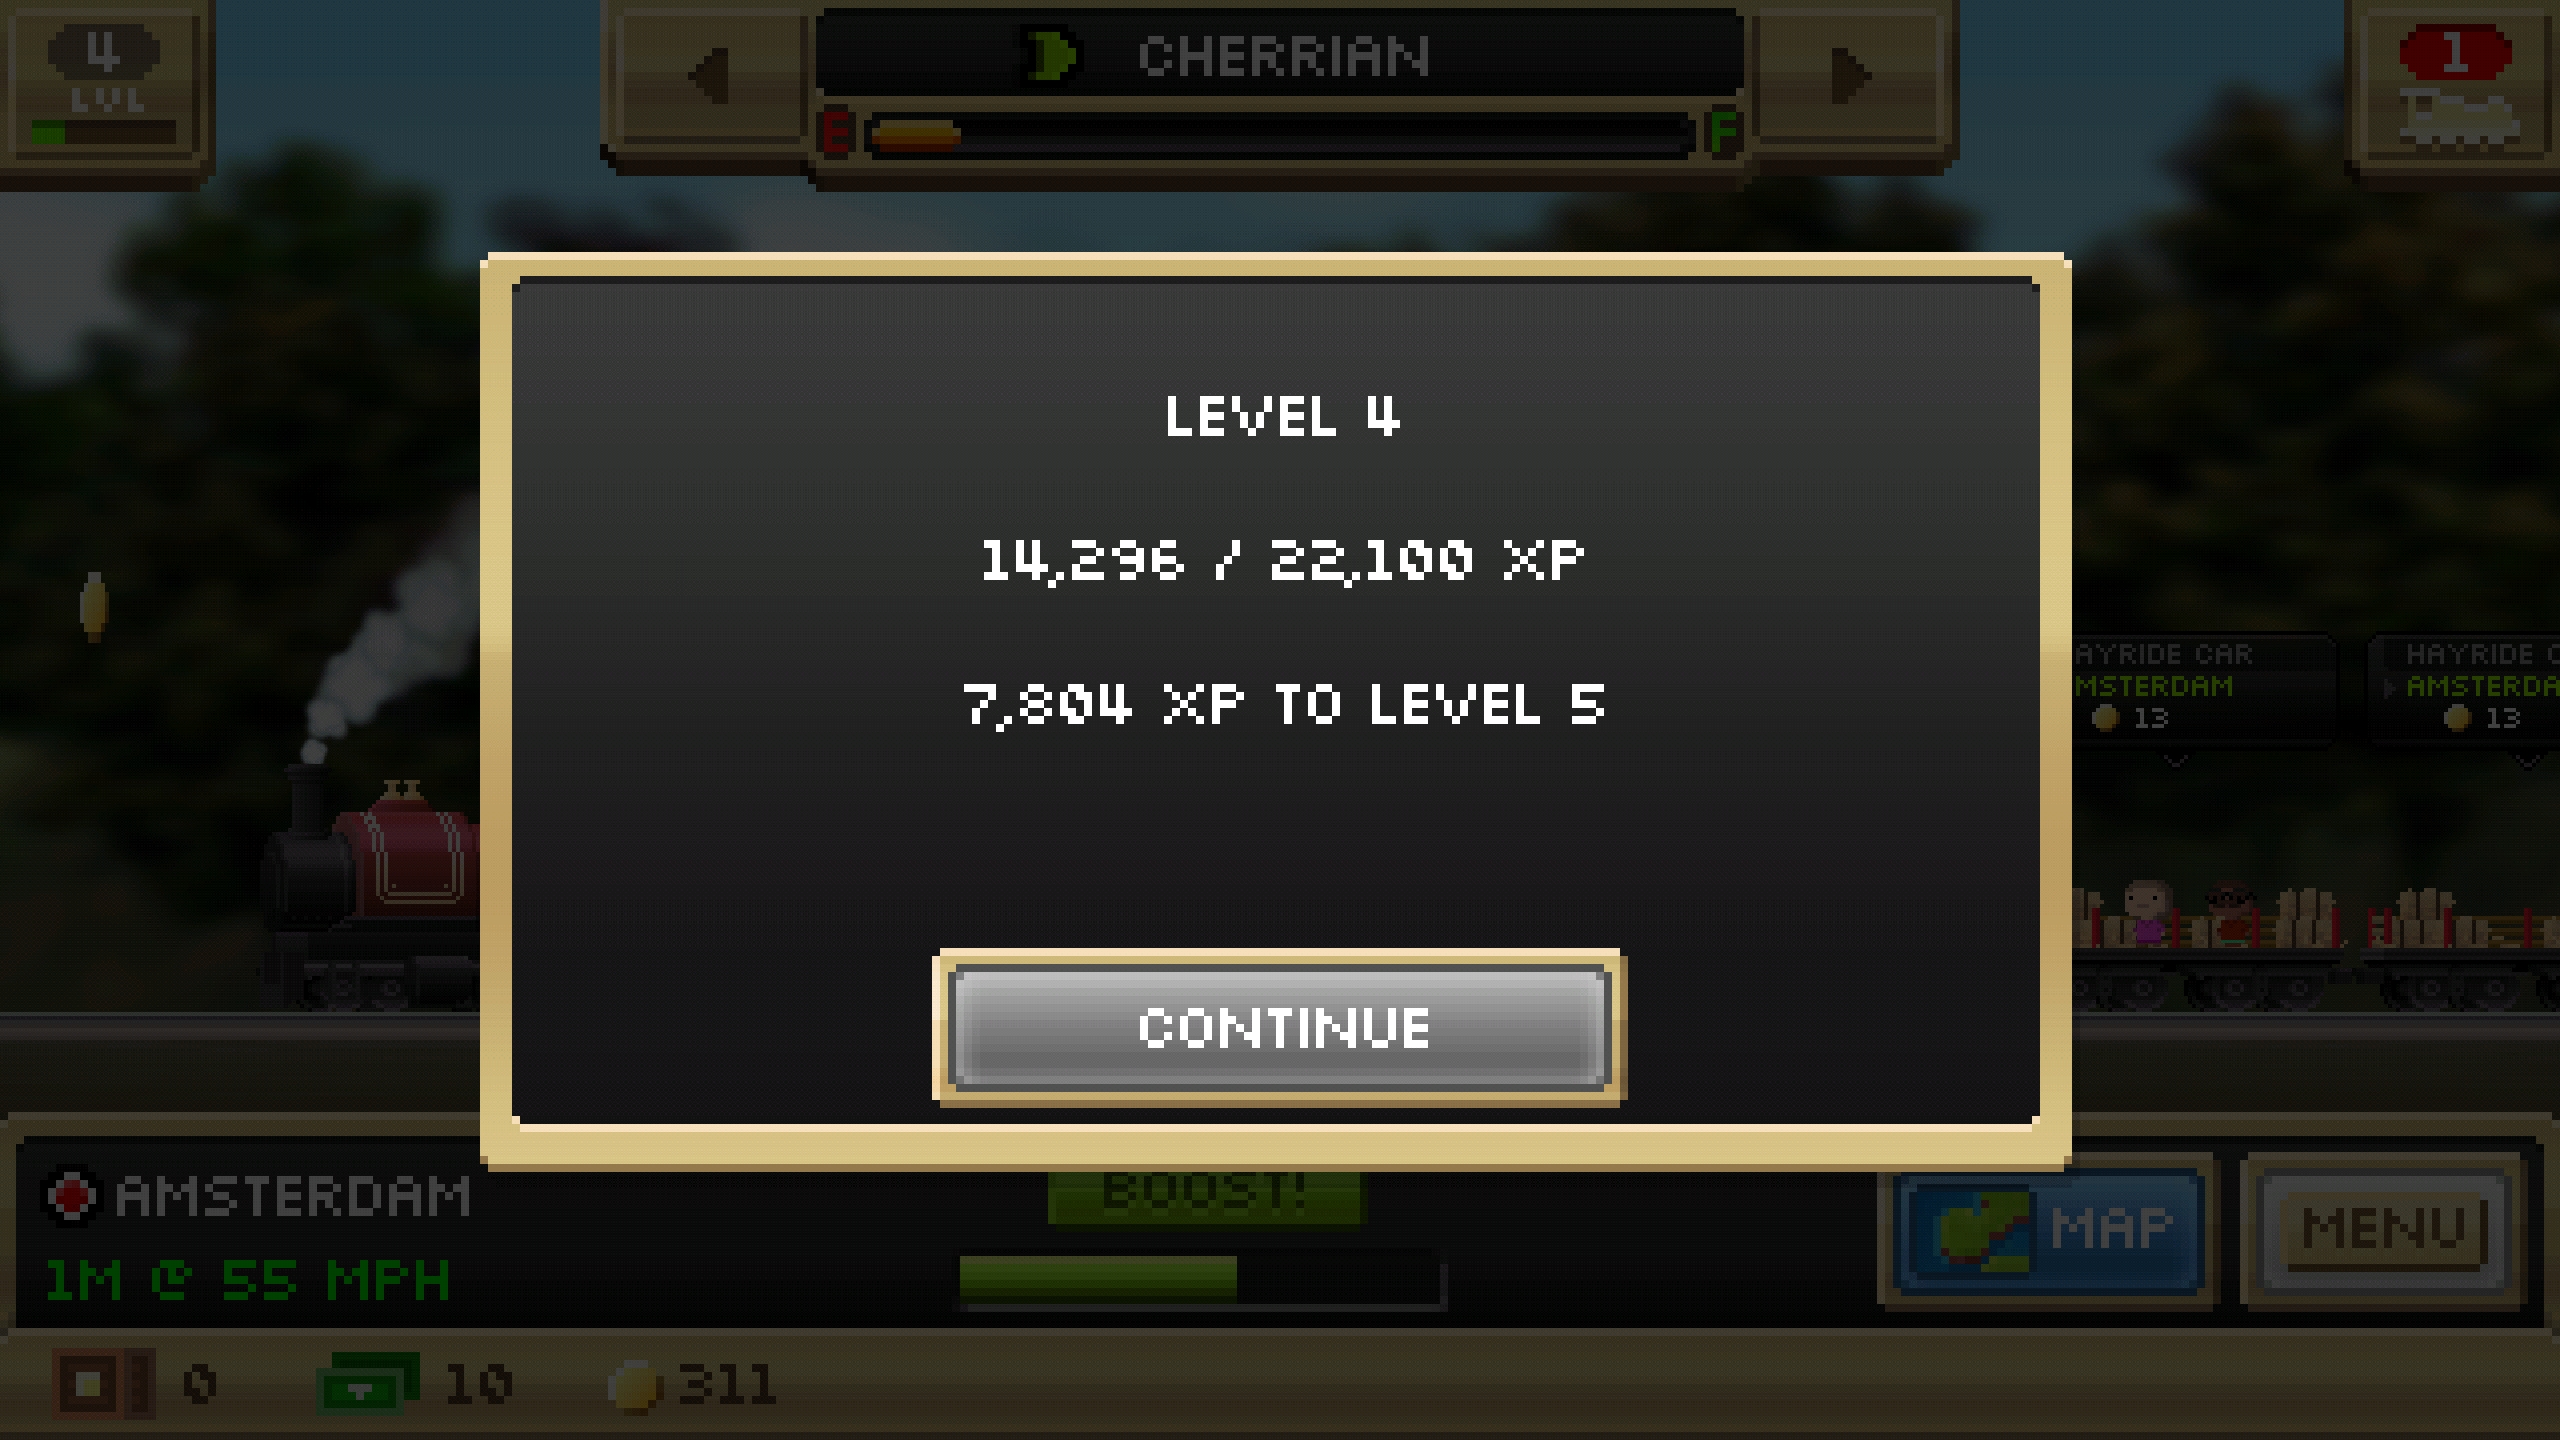 4
LVL
CHERRIAN
E
F
1
LEVEL 4
14,296 / 22,100 XP
7,804 XP TO LEVEL 5
CONTINUE
AYRIDE CAR
MSTERDAM
13
HAYRIDE C
AMSTERDA
13
AMSTERDAM
1M @ 55 MPH
BOOST!
MAP
MENU
0
10
311